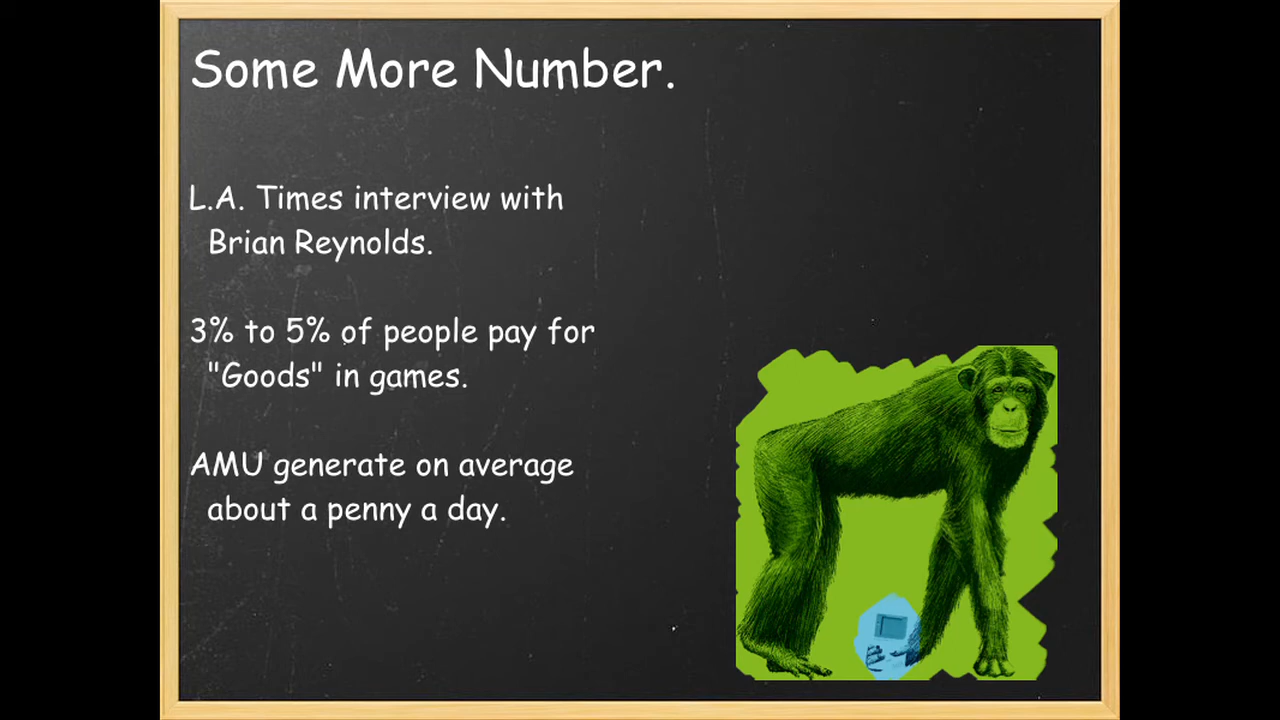 Some More Number.
L.A. Times interview with
Brian Reynolds.
3% to 5% of people pay for
"Goods" in games.
AMU generate on average
about a penny a day.